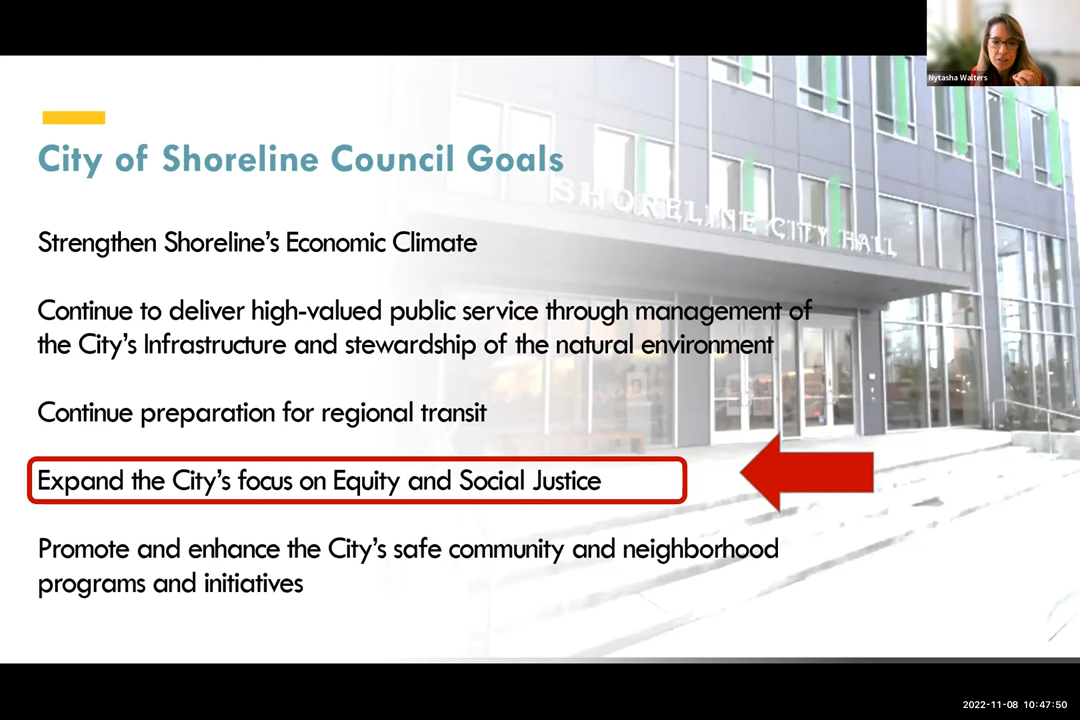 Nytasha Walters
City of Shoreline Council Goals
SHORELINE CITY HALL
Strengthen Shoreline's Economic Climate
Continue to deliver high-valued public service through management of
the City's Infrastructure and stewardship of the natural environment
Continue preparation for regional transit
Expand the City's focus on Equity and Social Justice
Promote and enhance the City's safe community and neighborhood
programs and initiatives
2022-11-08 10:47:50